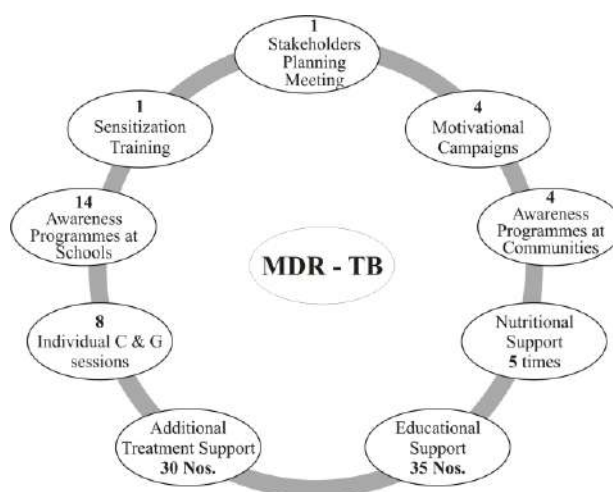 1
Stakeholders
Planning
Meeting
1
Sensitization
Training
4
Motivational
Campaigns
14
Awareness
Programmes at
Schools
4
Awareness
Programmes at
Communities
MDR - TB
8
Individual C & G
sessions
Nutritional
Support
5 times
Additional
Treatment Support
30 Nos.
Educational
Support
35 Nos.